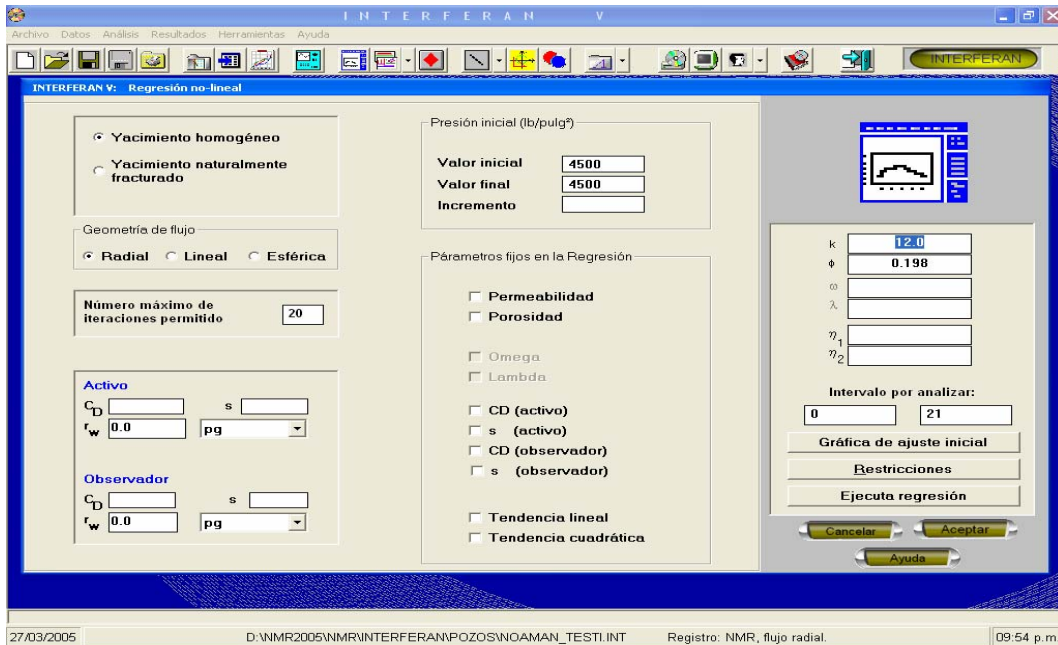 INTERFERAN V
Archivo Datos Análisis Resultados Herramientas Ayuda
INTERFERAN
INTERFERAN V: Regresión no-lineal
Yacimiento homogéneo
Yacimiento naturalmente
fracturado
Geometría de flujo
Radial Lineal Esférica
Número máximo de
iteraciones permitido
20
Activo
CD s
rw 0.0 pg
Observador
CD s
rw 0.0 pg
Presión inicial (lb/pulg²)
Valor inicial 4500
Valor final 4500
Incremento
Párametros fijos en la Regresión
Permeabilidad
Porosidad
Omega
Lambda
CD (activo)
s (activo)
CD (observador)
s (observador)
Tendencia lineal
Tendencia cuadrática
k 12.0
ϕ 0.198
ω
λ
η1
η2
Intervalo por analizar:
0 21
Gráfica de ajuste inicial
Restricciones
Ejecuta regresión
Cancelar Aceptar
Ayuda
27/03/2005 D:\NMR2005\NMR\INTERFERAN\POZOS\NOAMAN_TESTI.INT Registro: NMR, flujo radial. 09:54 p.m.